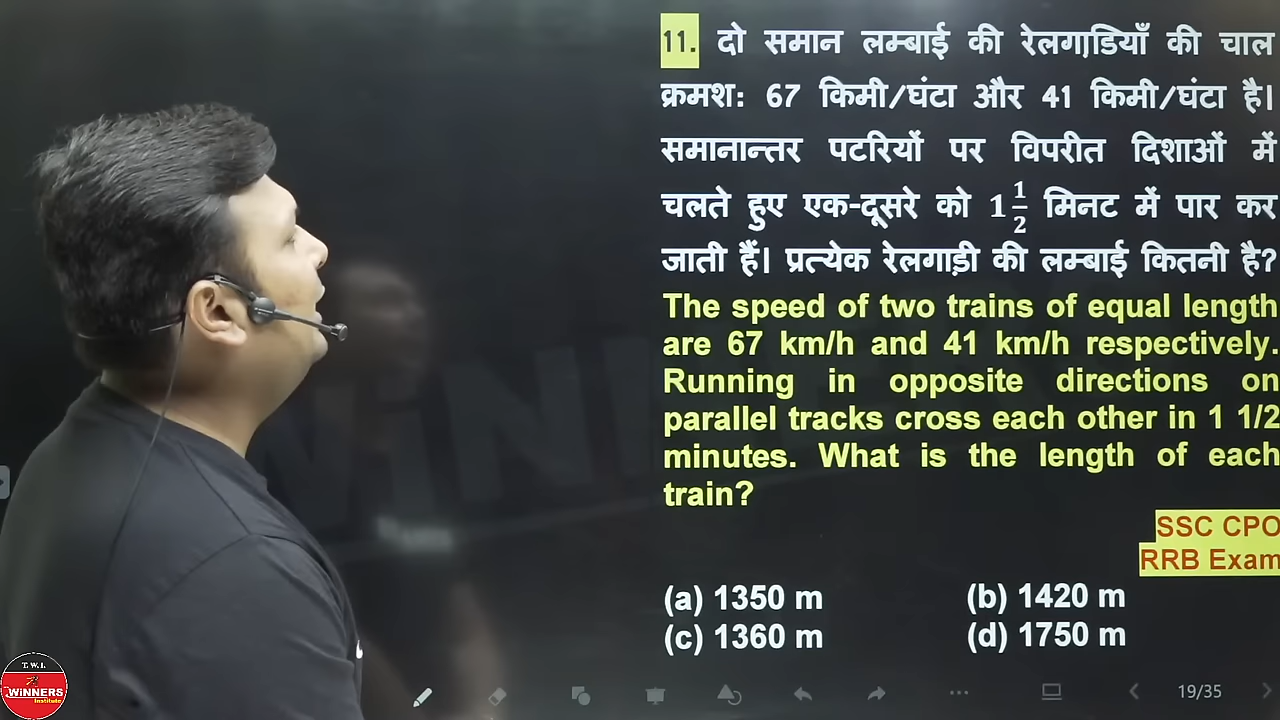 11. दो समान लम्बाई की रेलगाडियाँ की चाल
क्रमश: 67 किमी/घंटा और 41 किमी/घंटा है।
समानान्तर पटरियों पर विपरीत दिशाओं में
चलते हुए एक-दूसरे को 1 1/2 मिनट में पार कर
जाती हैं। प्रत्येक रेलगाड़ी की लम्बाई कितनी है?
The speed of two trains of equal length
are 67 km/h and 41 km/h respectively.
Running in opposite directions on
parallel tracks cross each other in 1 1/2
minutes. What is the length of each
train?
SSC CPO
RRB Exam
(a) 1350 m (b) 1420 m
(c) 1360 m (d) 1750 m
T.W.I.
WiNNERS
Institute
19/35